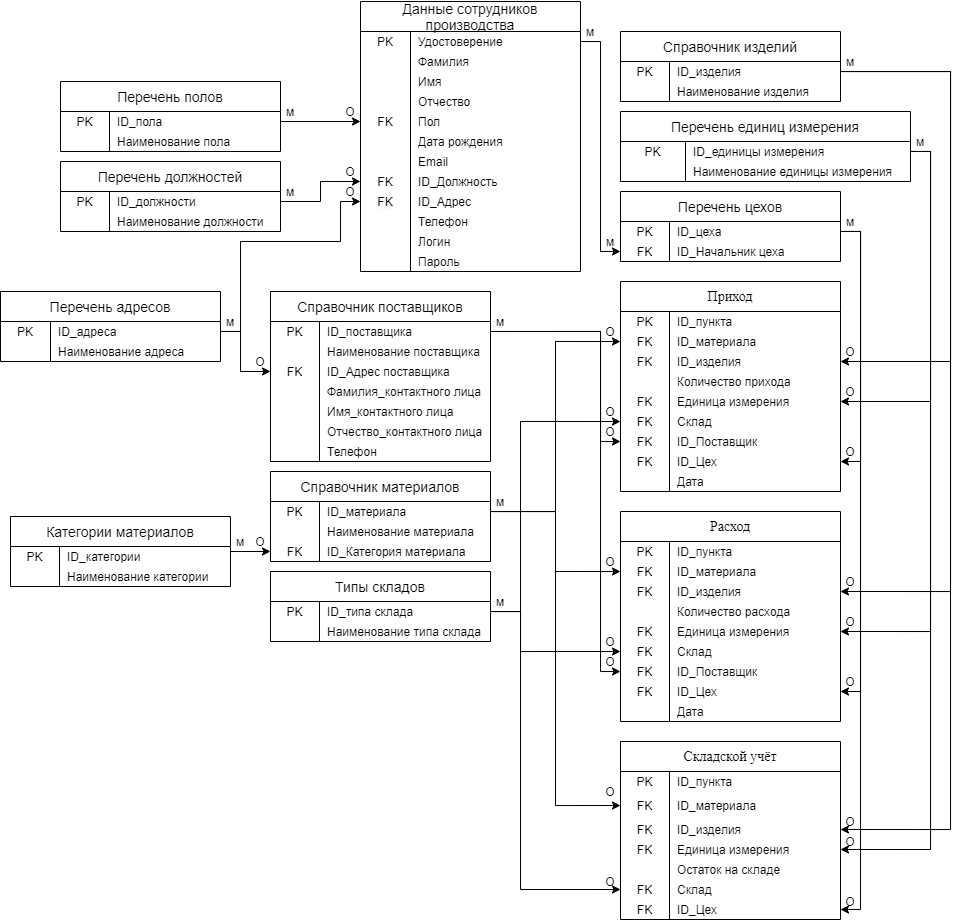 Данные сотрудников
производства
PK Удостоверение
Фамилия
Имя
Отчество
FK Пол
Дата рождения
Email
FK ID_Должность
FK ID_Адрес
Телефон
Логин
Пароль
М
Перечень полов
PK ID_пола
Наименование пола
М
О
Перечень должностей
PK ID_должности
Наименование должности
М
О
О
Перечень адресов
PK ID_адреса
Наименование адреса
М
О
Справочник поставщиков
PK ID_поставщика
Наименование поставщика
FK ID_Адрес поставщика
Фамилия_контактного лица
Имя_контактного лица
Отчество_контактного лица
Телефон
М
Справочник материалов
PK ID_материала
Наименование материала
FK ID_Категория материала
М
Категории материалов
PK ID_категории
Наименование категории
М О
Типы складов
PK ID_типа склада
Наименование типа склада
М
Справочник изделий
PK ID_изделия
Наименование изделия
М
Перечень единиц измерения
PK ID_единицы измерения
Наименование единицы измерения
М
Перечень цехов
PK ID_цеха
FK ID_Начальник цеха
М
М
Приход
PK ID_пункта
FK ID_материала
FK ID_изделия
Количество прихода
FK Единица измерения
FK Склад
FK ID_Поставщик
FK ID_Цех
Дата
О
О
О
О
О
О
Расход
PK ID_пункта
FK ID_материала
FK ID_изделия
Количество расхода
FK Единица измерения
FK Склад
FK ID_Поставщик
FK ID_Цех
Дата
О
О
О
О
О
О
Складской учёт
PK ID_пункта
FK ID_материала
FK ID_изделия
FK Единица измерения
Остаток на складе
FK Склад
FK ID_Цех
О
О
О
О
О